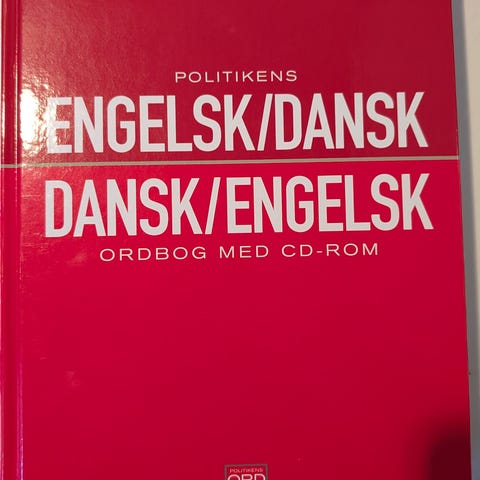 POLITIKENS
ENGELSK/DANSK
DANSK/ENGELSK
ORDBOG MED CD-ROM
POLITIKENS
ORD